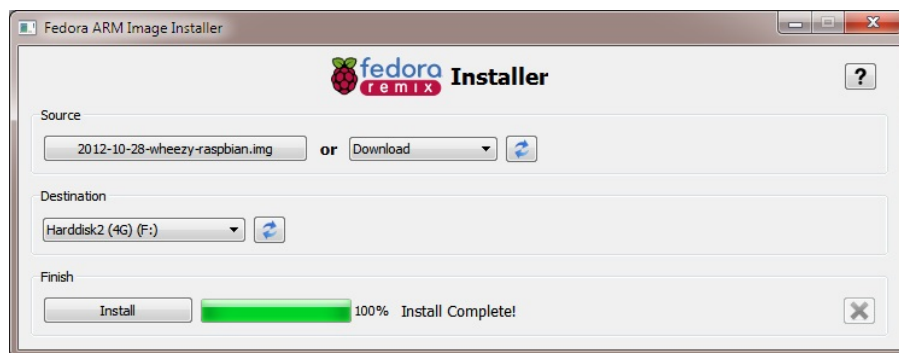 Fedora ARM Image Installer
fedora remix Installer
?
Source
2012-10-28-wheezy-raspbian.img or Download
Destination
Harddisk2 (4G) (F:)
Finish
Install 100% Install Complete!